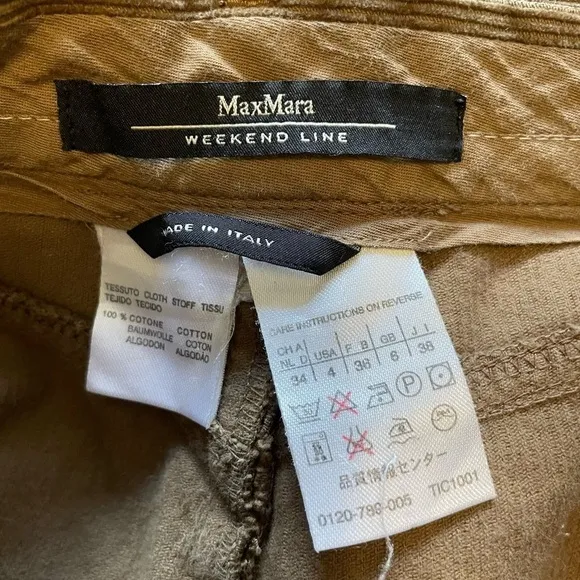 MaxMara
WEEKEND LINE
MADE IN ITALY
TESSUTO CLOTH STOFF TISSU
TEJIDO TECIDO
100 % COTONE COTTON
BAUMWOLLE COTON
ALGODON ALGODÃO
CARE INSTRUCTIONS ON REVERSE
CH A
NL D USA F B GB J I
34 4 36 6 38
P
品質情報センター
0120-789-005 TIC1001